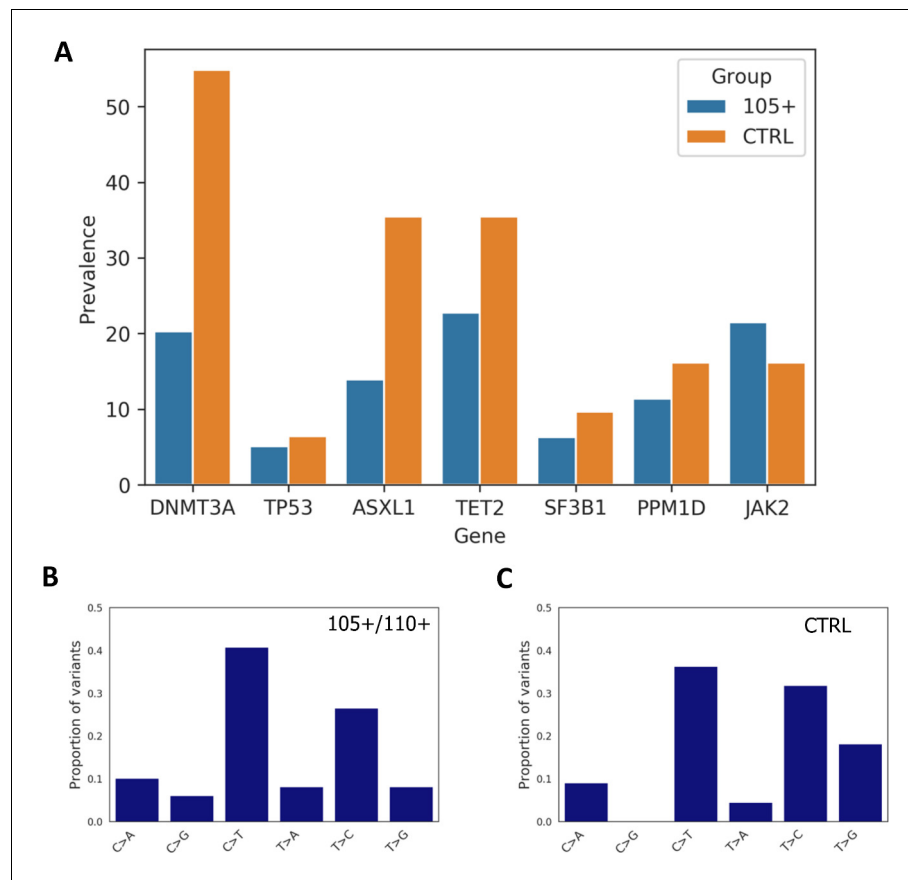 A
Group
105+
CTRL
Prevalence
50
40
30
20
10
0
DNMT3A TP53 ASXL1 TET2 SF3B1 PPM1D JAK2
Gene
B
105+/110+
Proportion of variants
0.5
0.4
0.3
0.2
0.1
0.0
C>A C>G C>T T>A T>C T>G
C
CTRL
Proportion of variants
0.5
0.4
0.3
0.2
0.1
0.0
C>A C>G C>T T>A T>C T>G